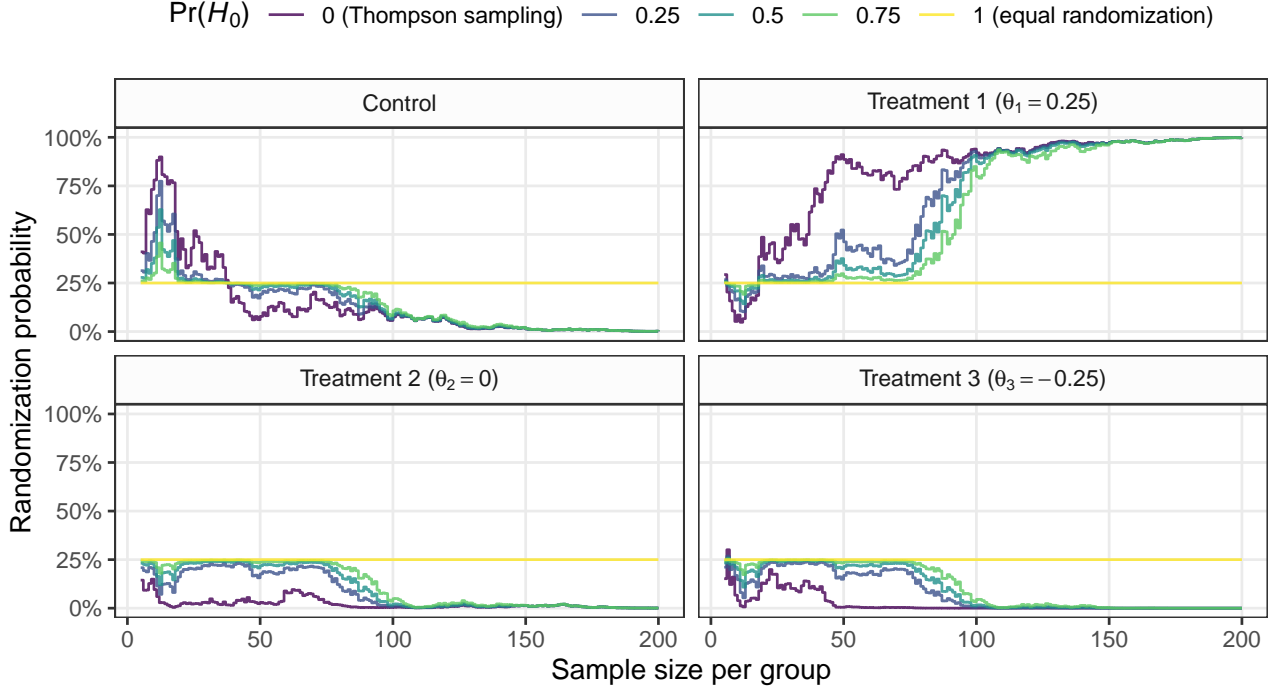 Pr(H₀) 0 (Thompson sampling) 0.25 0.5 0.75 1 (equal randomization)
Control
Treatment 1 (θ₁ = 0.25)
100%
75%
50%
25%
0%
Treatment 2 (θ₂ = 0)
Treatment 3 (θ₃ = −0.25)
100%
75%
50%
25%
0%
0 50 100 150 200
0 50 100 150 200
Sample size per group
Randomization probability